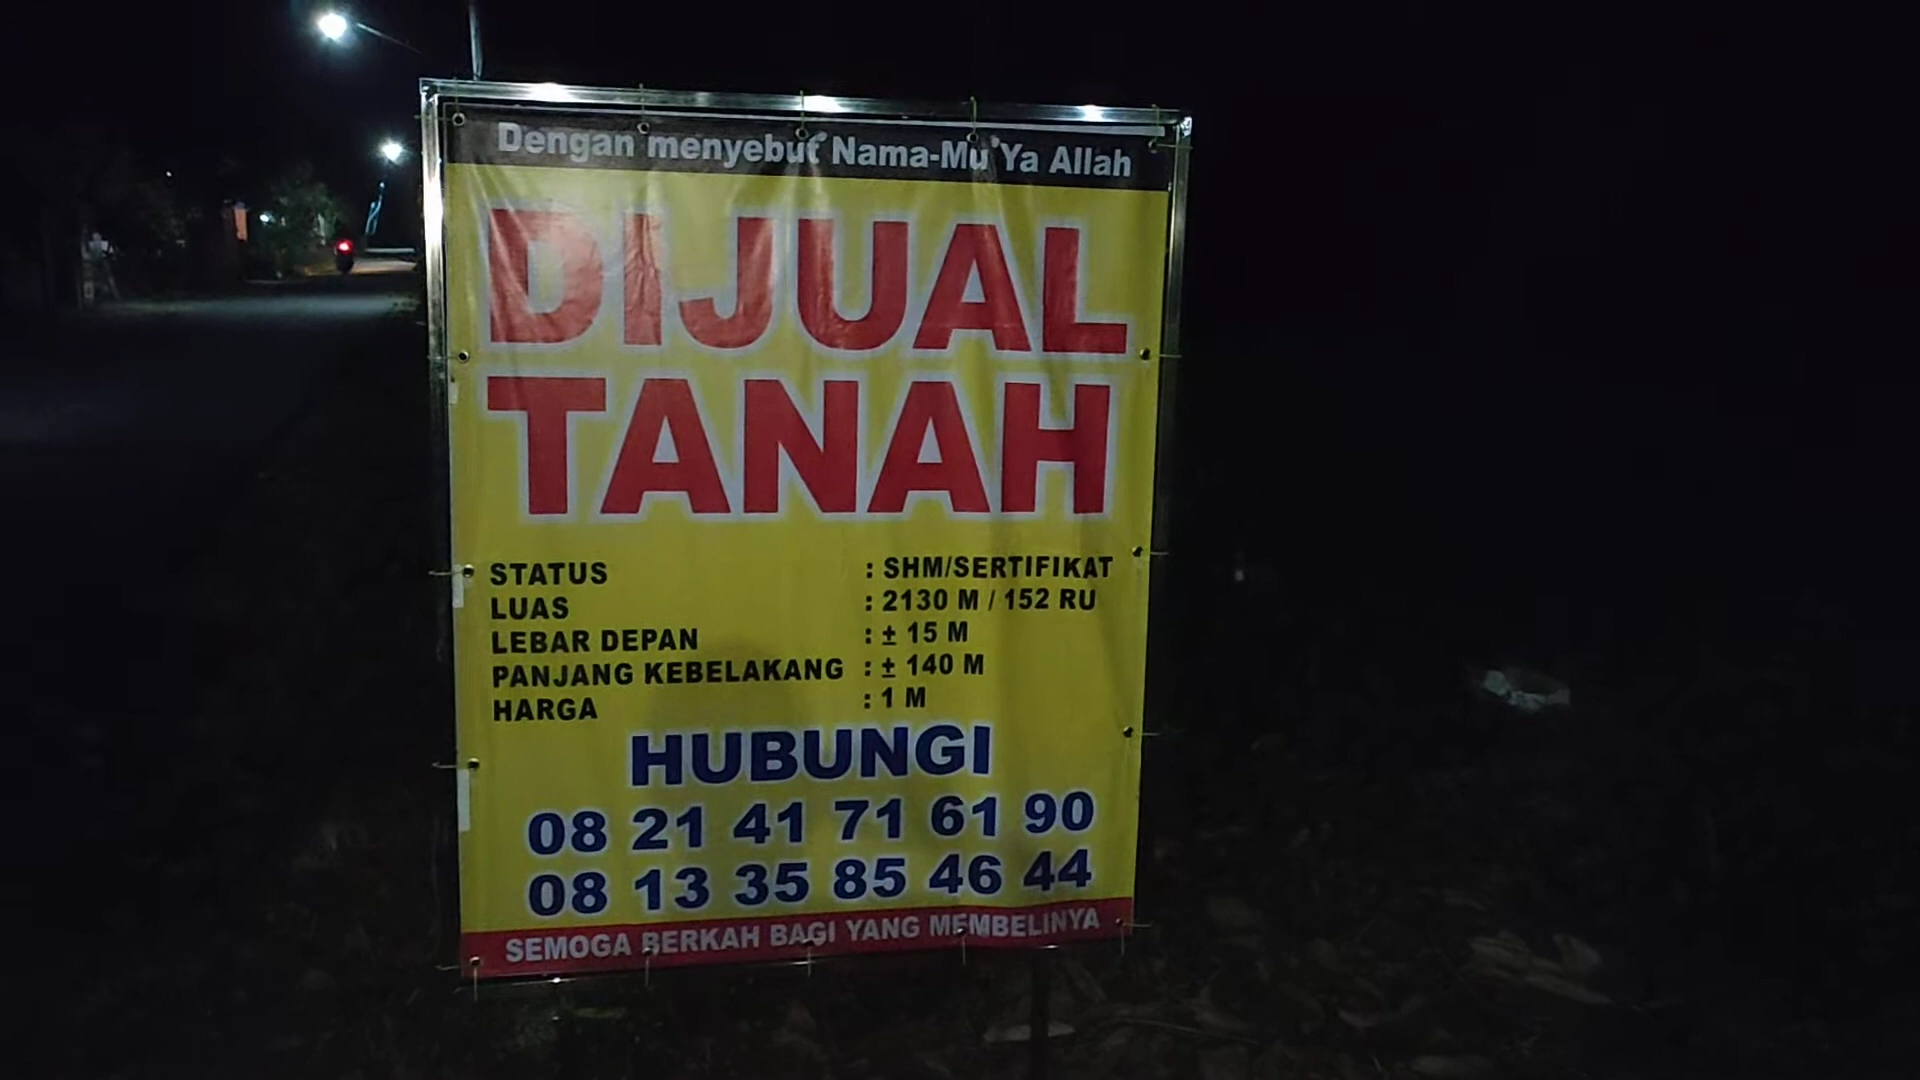 Dengan menyebut Nama-Mu Ya Allah
DIJUAL
TANAH
STATUS : SHM/SERTIFIKAT
LUAS : 2130 M / 152 RU
LEBAR DEPAN : ± 15 M
PANJANG KEBELAKANG : ± 140 M
HARGA : 1 M
HUBUNGI
08 21 41 71 61 90
08 13 35 85 46 44
SEMOGA BERKAH BAGI YANG MEMBELINYA